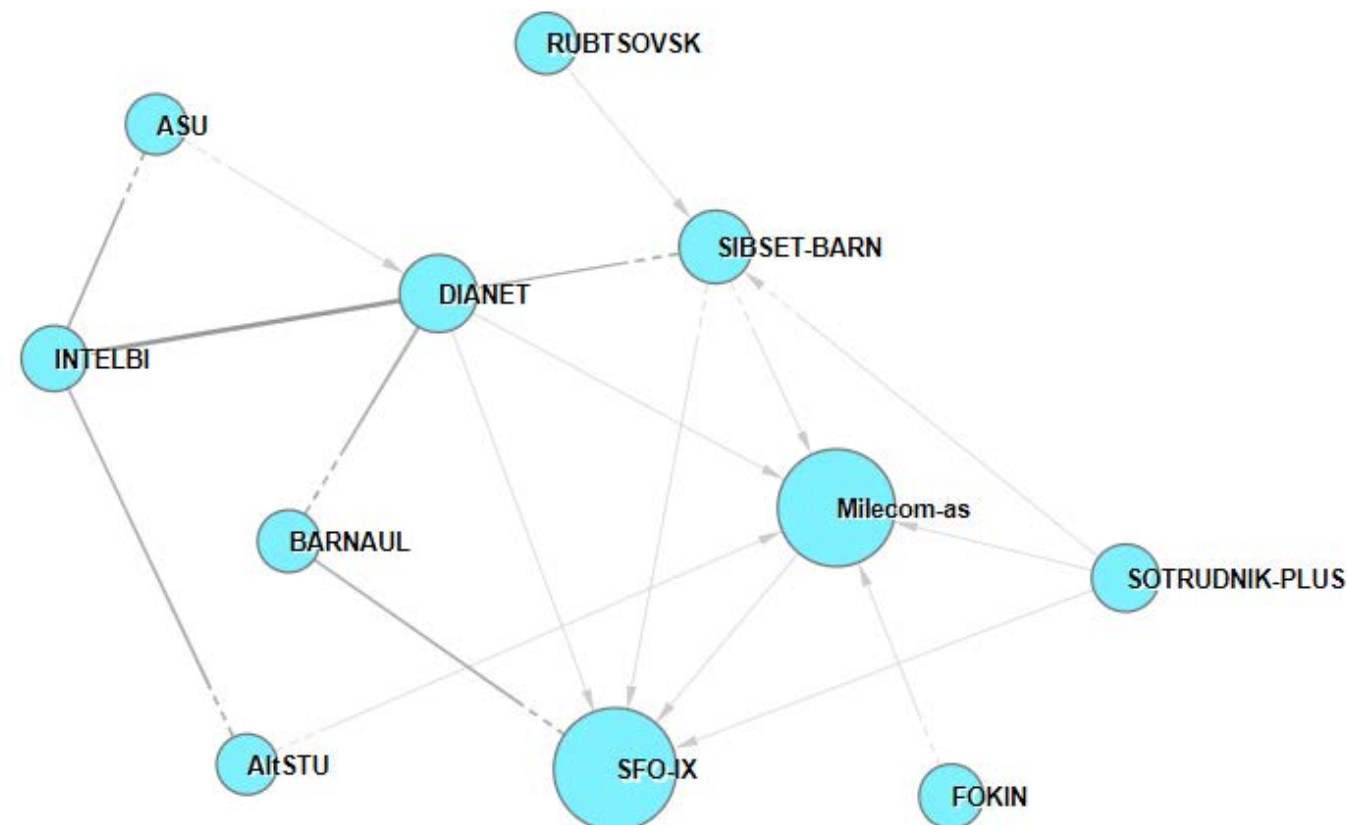 RUBTSOVSK
ASU
SIBSET-BARN
DIANET
INTELBI
Milecom-as
BARNAUL
SOTRUDNIK-PLUS
AltSTU
SFO-IX
FOKIN